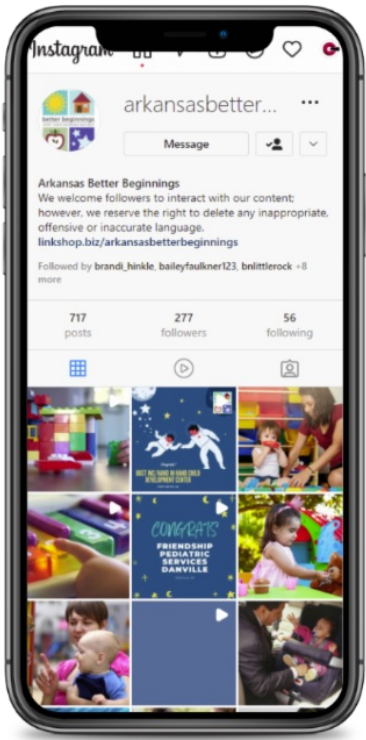 Instagram
better beginnings
arkansasbetter...
Message
Arkansas Better Beginnings
We welcome followers to interact with our content;
however, we reserve the right to delete any inappropriate,
offensive or inaccurate language.
linkshop.biz/arkansasbetterbeginnings
Followed by brandi_hinkle, baileyfaulkner123, bnlittlerock +8
more
717 277 56
posts followers following
DEVELOPMENT CENTER
CONGRATS
FRIENDSHIP
PEDIATRIC
SERVICES
DANVILLE